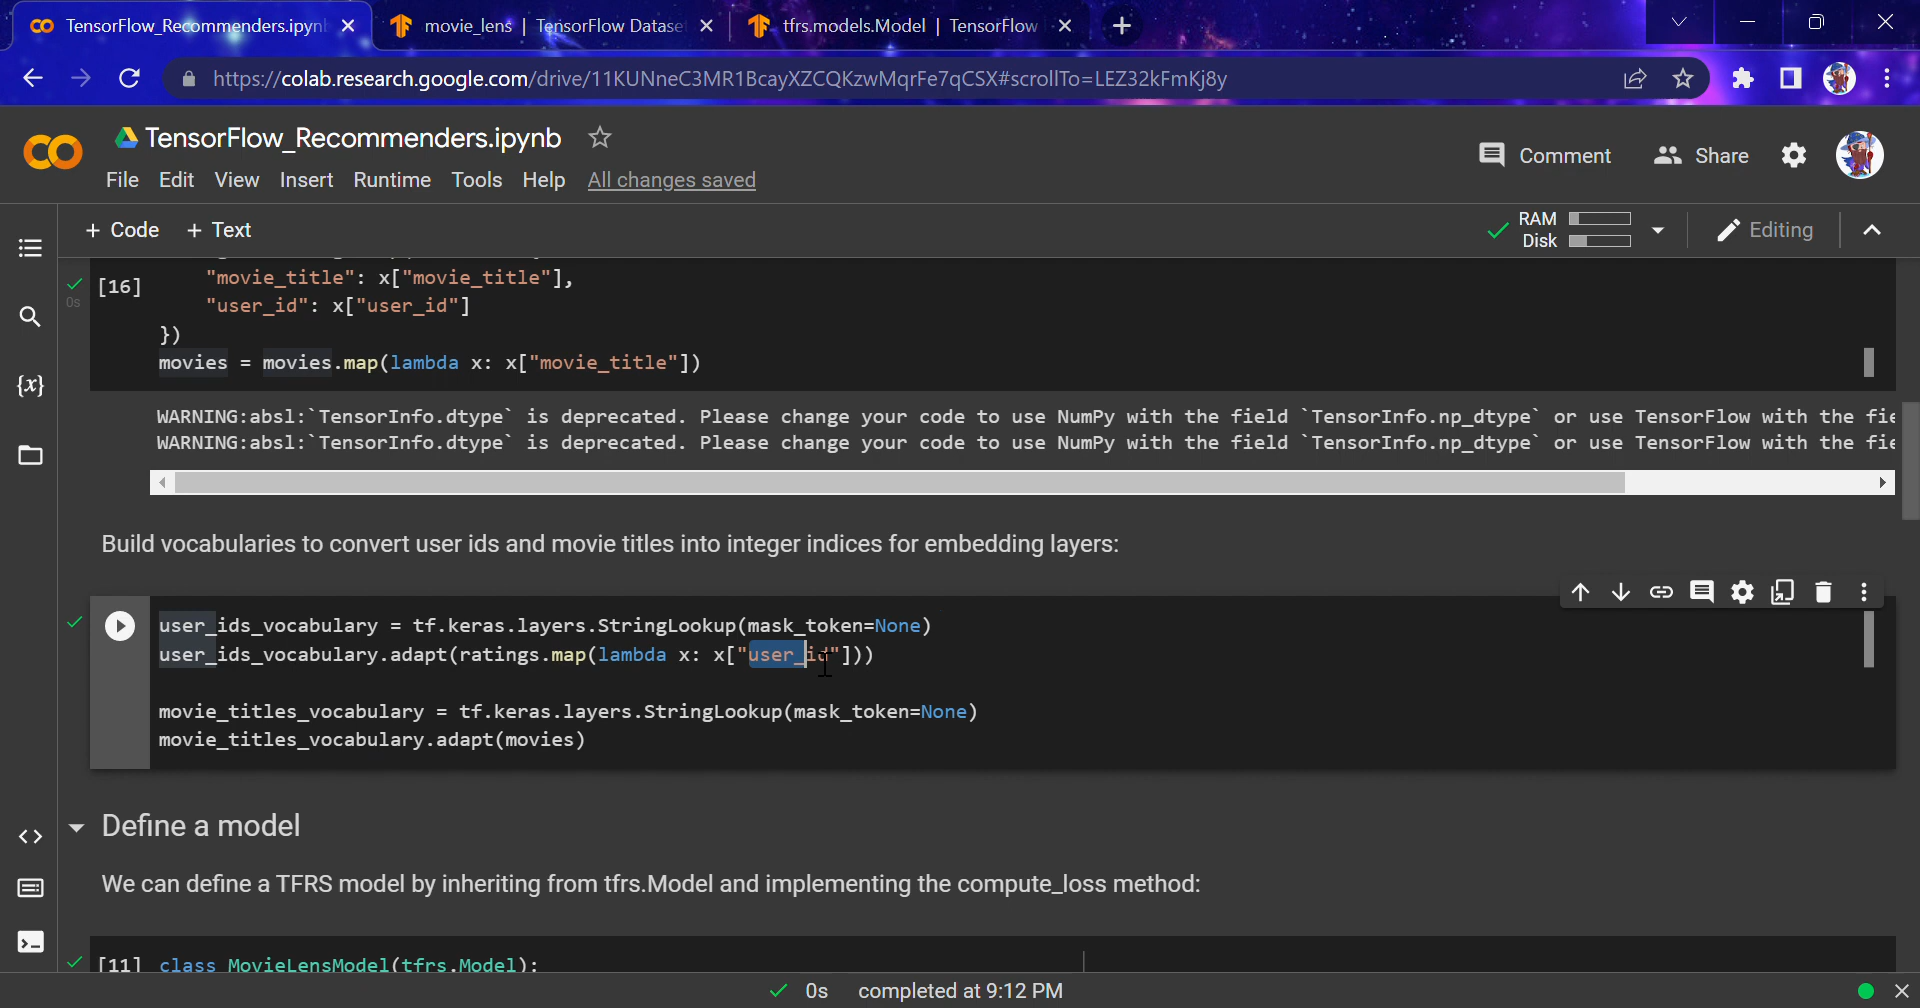 TensorFlow_Recommenders.ipynb
movie_lens | TensorFlow Datase
tfrs.models.Model | TensorFlow
https://colab.research.google.com/drive/11KUNneC3MR1BcayXZCQKzwMqrFe7qCSX#scrollTo=LEZ32kFmKj8y
TensorFlow_Recommenders.ipynb
Comment
Share
File Edit View Insert Runtime Tools Help All changes saved
+ Code + Text
RAM
Disk
Editing
0s
[16]
"movie_title": x["movie_title"],
"user_id": x["user_id"]
})
movies = movies.map(lambda x: x["movie_title"])
WARNING:absl:`TensorInfo.dtype` is deprecated. Please change your code to use NumPy with the field `TensorInfo.np_dtype` or use TensorFlow with the fie
WARNING:absl:`TensorInfo.dtype` is deprecated. Please change your code to use NumPy with the field `TensorInfo.np_dtype` or use TensorFlow with the fie
{x}
Build vocabularies to convert user ids and movie titles into integer indices for embedding layers:
user_ids_vocabulary = tf.keras.layers.StringLookup(mask_token=None)
user_ids_vocabulary.adapt(ratings.map(lambda x: x["user_id"]))
movie_titles_vocabulary = tf.keras.layers.StringLookup(mask_token=None)
movie_titles_vocabulary.adapt(movies)
Define a model
We can define a TFRS model by inheriting from tfrs.Model and implementing the compute_loss method:
[11] class MovieLensModel(tfrs.Model):
0s completed at 9:12 PM